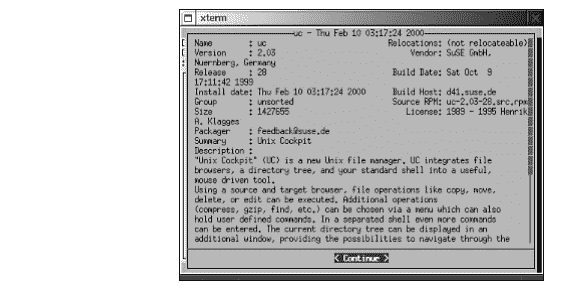 xterm
uc - Thu Feb 10 03:17:24 2000
Name : uc Relocations: (not relocateable)
Version : 2.03 Vendor: SuSE GmbH,
Nuernberg, Germany
Release : 28 Build Date: Sat Oct 9
17:11:42 1999
Install date: Thu Feb 10 03:17:24 2000 Build Host: d41.suse.de
Group : unsorted Source RPM: uc-2.03-28.src.rpm
Size : 1427655 License: 1989 - 1995 Henrik
A. Klagges
Packager : feedback@suse.de
Summary : Unix Cockpit
Description :
"Unix Cockpit" (UC) is a new Unix file manager. UC integrates file
browsers, a directory tree, and your standard shell into a useful,
mouse driven tool.
Using a source and target browser, file operations like copy, move,
delete, or edit can be executed. Additional operations
(compress, gzip, find, etc.) can be chosen via a menu which can also
hold user defined commands. In a separated shell even more commands
can be entered. The current directory tree can be displayed in an
additional window, providing the possibilities to navigate through the
< Continue >